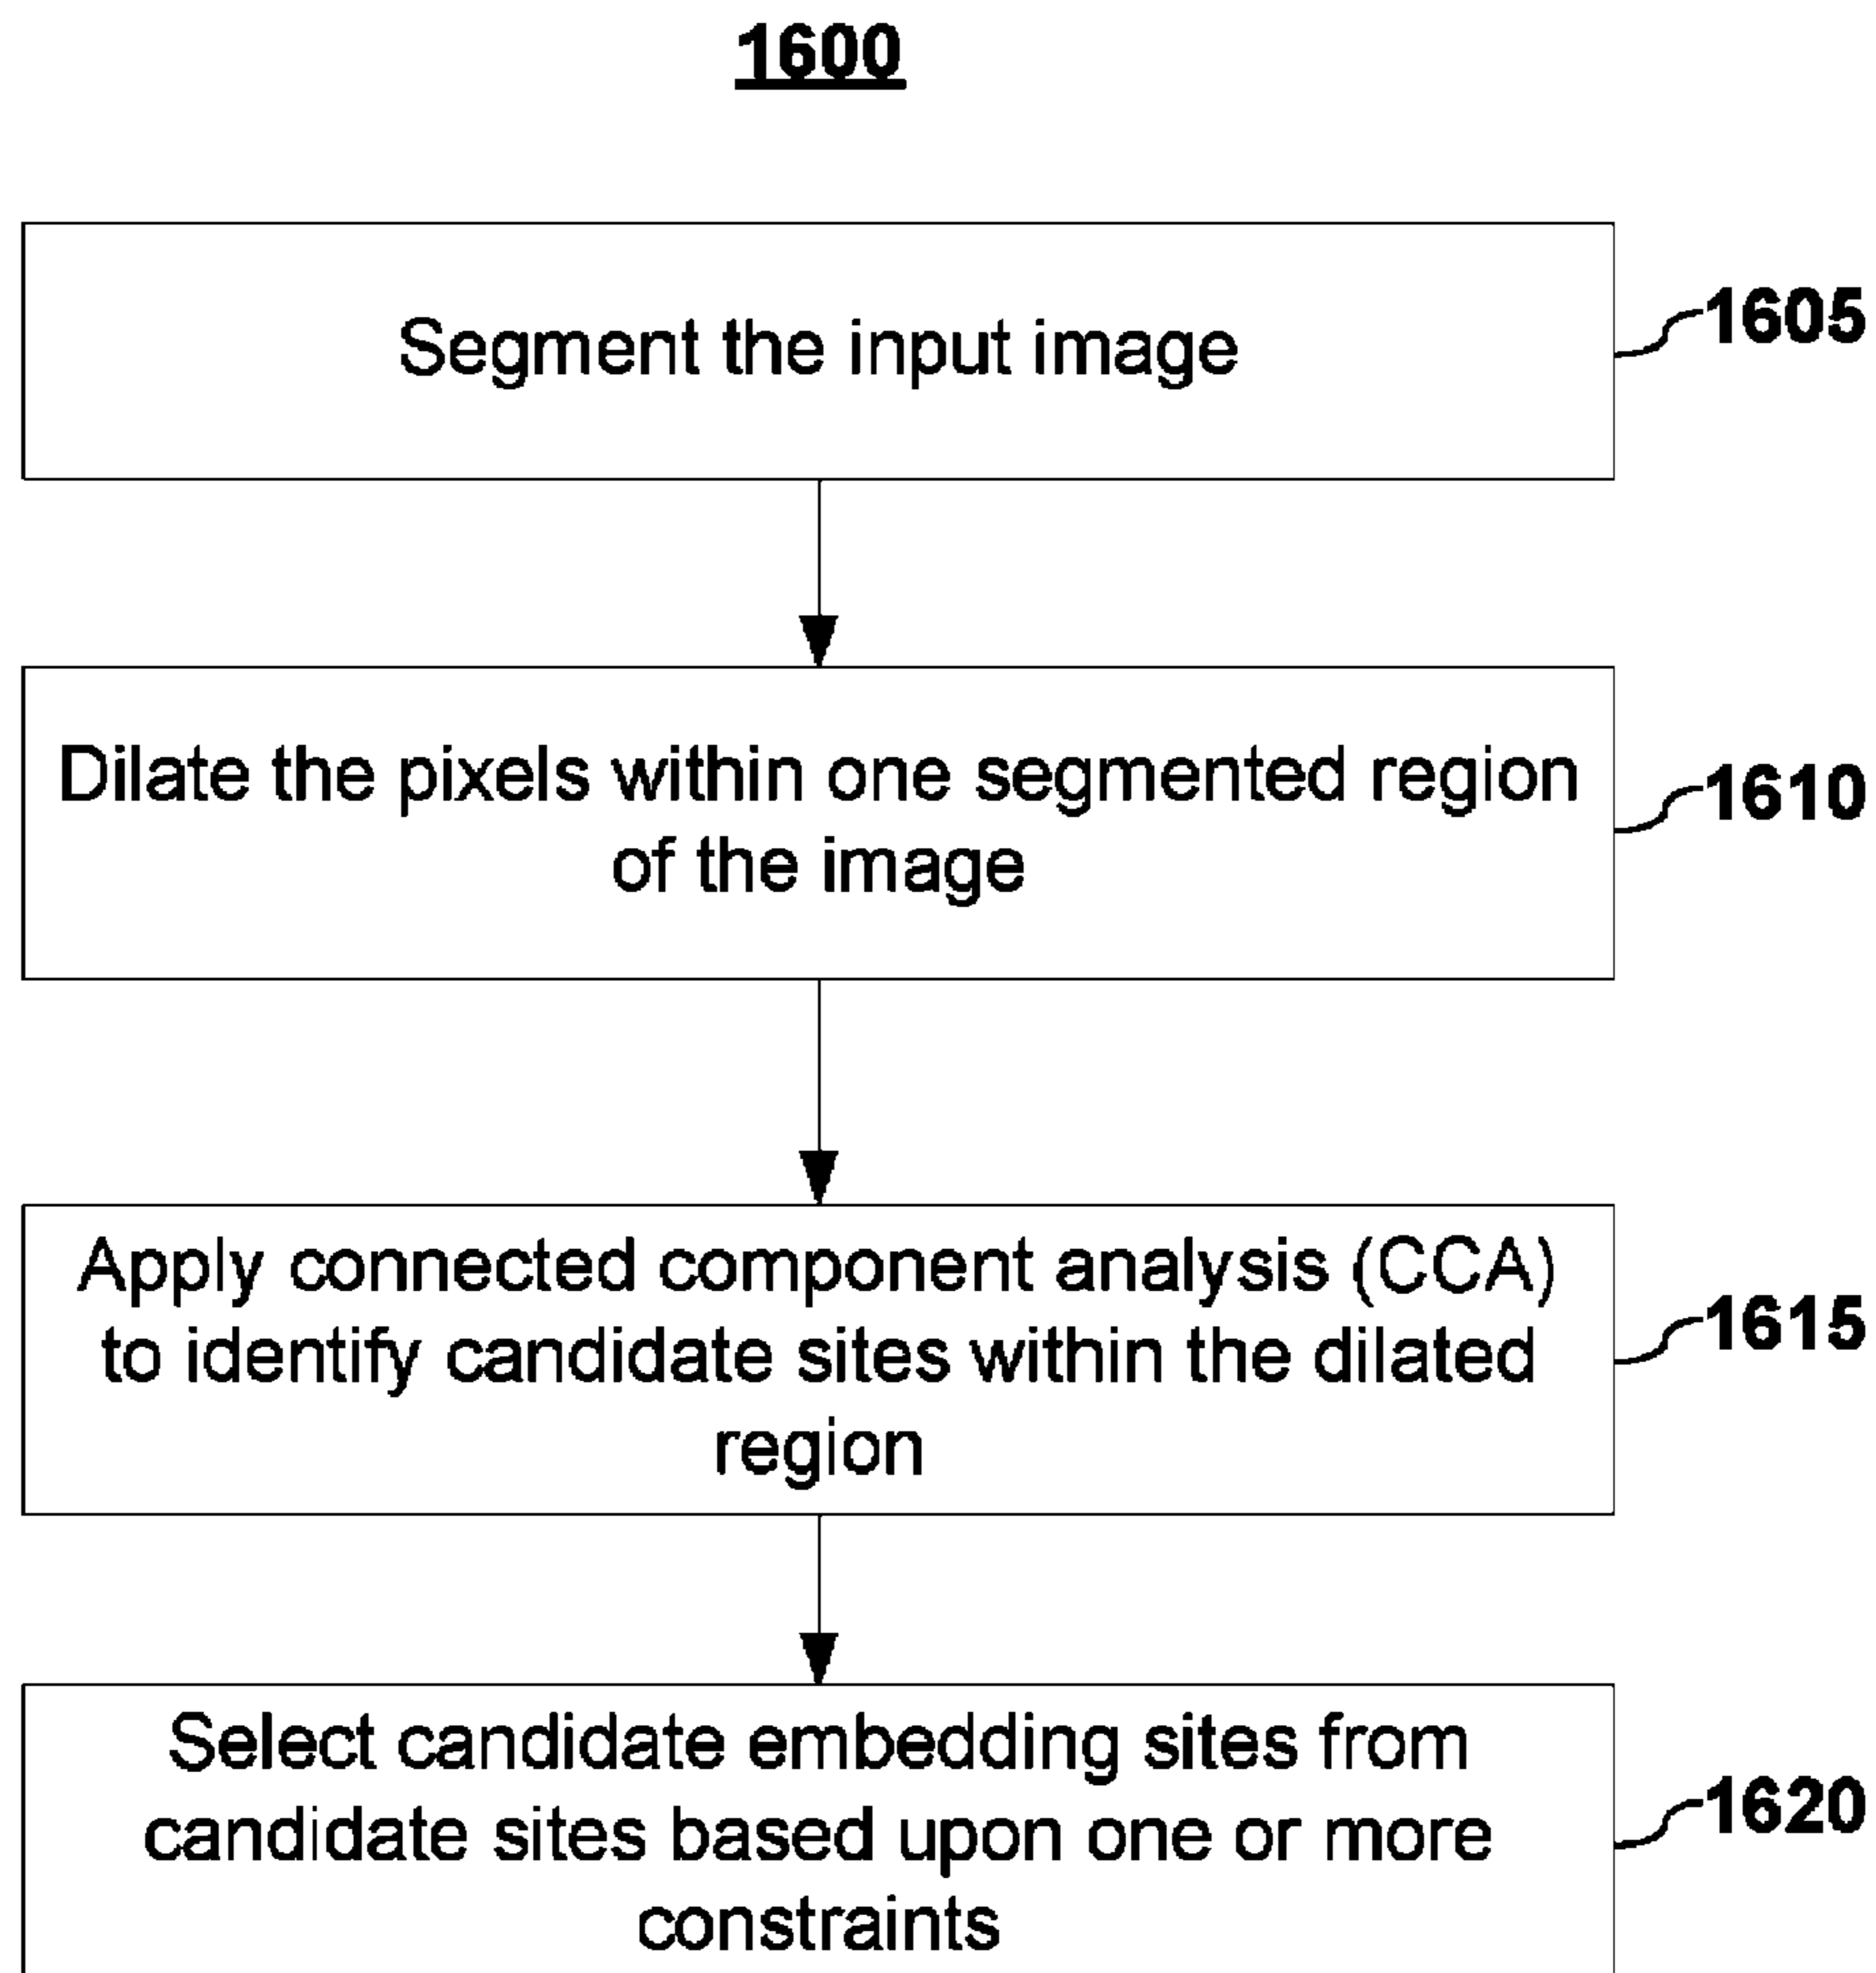 1600
Segment the input image
1605
Dilate the pixels within one segmented region
of the image
1610
Apply connected component analysis (CCA)
to identify candidate sites within the dilated
region
1615
Select candidate embedding sites from
candidate sites based upon one or more
constraints
1620